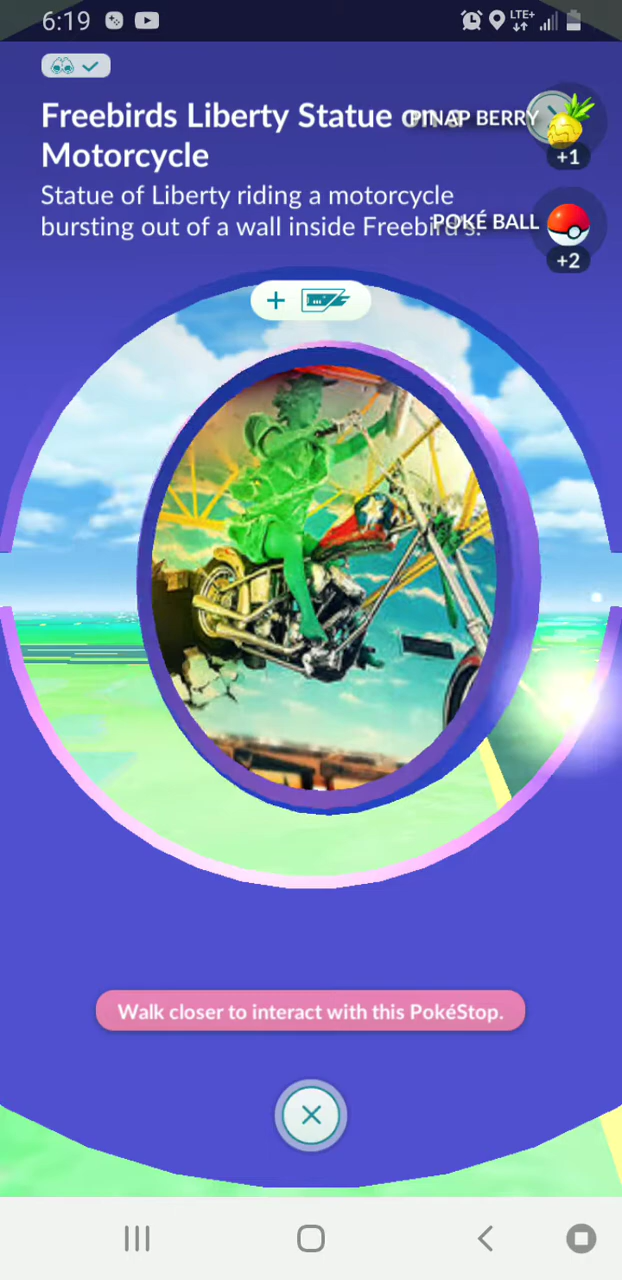 6:19
LTE+
Freebirds Liberty Statue on a
PINAP BERRY
+1
Motorcycle
Statue of Liberty riding a motorcycle
bursting out of a wall inside Freebird's.
POKÉ BALL
+2
Walk closer to interact with this PokéStop.